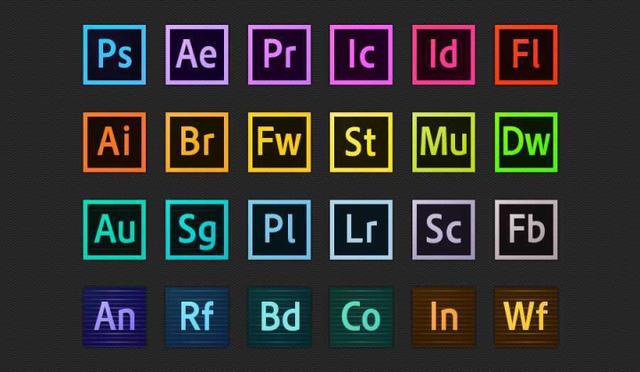 Ps Ae Pr Ic Id Fl
Ai Br Fw St Mu Dw
Au Sg Pl Lr Sc Fb
An Rf Bd Co In Wf